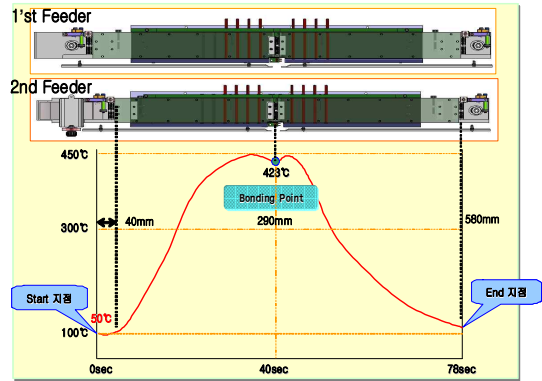 1'st Feeder
2nd Feeder
450℃
423℃
Bonding Point
40mm
290mm
580mm
300℃
Start 지점
End 지점
50℃
100℃
0sec
40sec
78sec